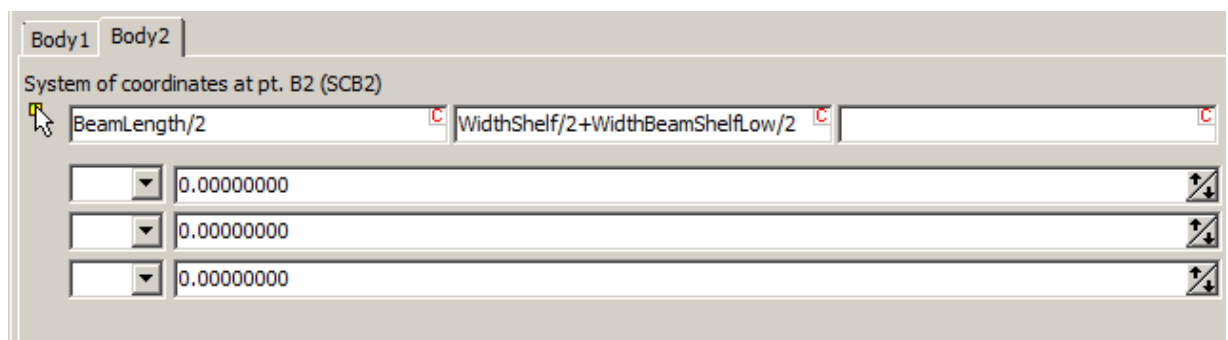 Body1 Body2
System of coordinates at pt. B2 (SCB2)
BeamLength/2 C WidthShelf/2+WidthBeamShelfLow/2 C C
0.00000000
0.00000000
0.00000000